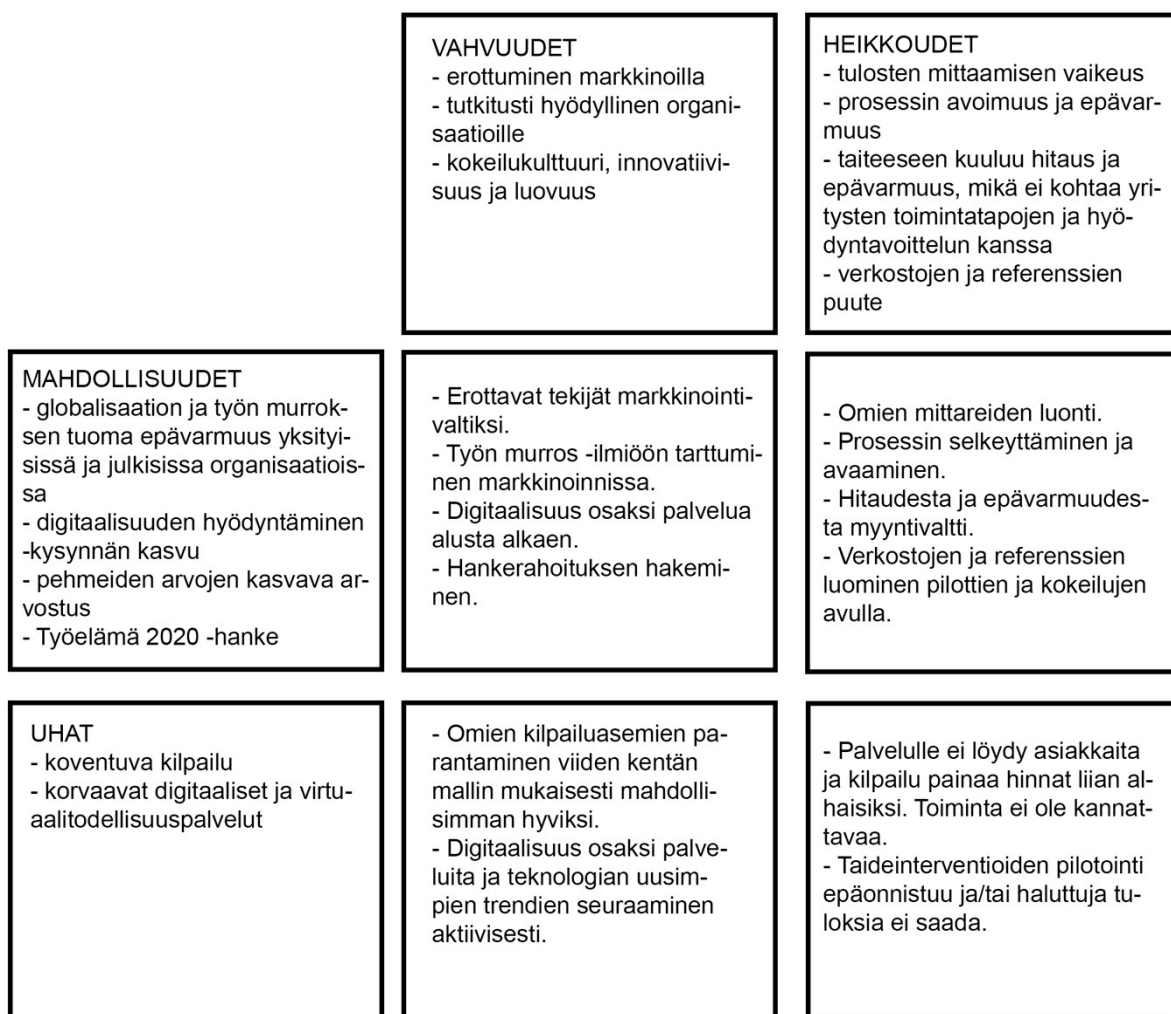 VAHVUUDET
- erottuminen markkinoilla
- tutkitusti hyödyllinen organi-
saatioille
- kokeilukulttuuri, innovatiivi-
suus ja luovuus
HEIKKOUDET
- tulosten mittaamisen vaikeus
- prosessin avoimuus ja epävar-
muus
- taiteeseen kuuluu hitaus ja
epävarmuus, mikä ei kohtaa yri-
tysten toimintatapojen ja hyö-
dyntavoittelun kanssa
- verkostojen ja referenssien
puute
MAHDOLLISUUDET
- globalisaation ja työn murrok-
sen tuoma epävarmuus yksityi-
sissä ja julkisissa organisaatiois-
sa
- digitaalisuuden hyödyntäminen
-kysynnän kasvu
- pehmeiden arvojen kasvava ar-
vostus
- Työelämä 2020 -hanke
- Erottavat tekijät markkinointi-
valtiksi.
- Työn murros -ilmiöön tarttumi-
nen markkinoinnissa.
- Digitaalisuus osaksi palvelua
alusta alkaen.
- Hankerahoituksen hakemi-
nen.
- Omien mittareiden luonti.
- Prosessin selkeyttäminen ja
avaaminen.
- Hitaudesta ja epävarmuudes-
ta myyntivaltti.
- Verkostojen ja referenssien
luominen pilottien ja kokeilujen
avulla.
UHAT
- koventuva kilpailu
- korvaavat digitaaliset ja virtu-
aalitodellisuuspalvelut
- Omien kilpailuasemien pa-
rantaminen viiden kentän
mallin mukaisesti mahdolli-
simman hyviksi.
- Digitaalisuus osaksi palve-
luita ja teknologian uusim-
pien trendien seuraaminen
aktiivisesti.
- Palvelulle ei löydy asiakkaita
ja kilpailu painaa hinnat liian al-
haisiksi. Toiminta ei ole kannat-
tavaa.
- Taideinterventioiden pilotointi
epäonnistuu ja/tai haluttuja tu-
loksia ei saada.